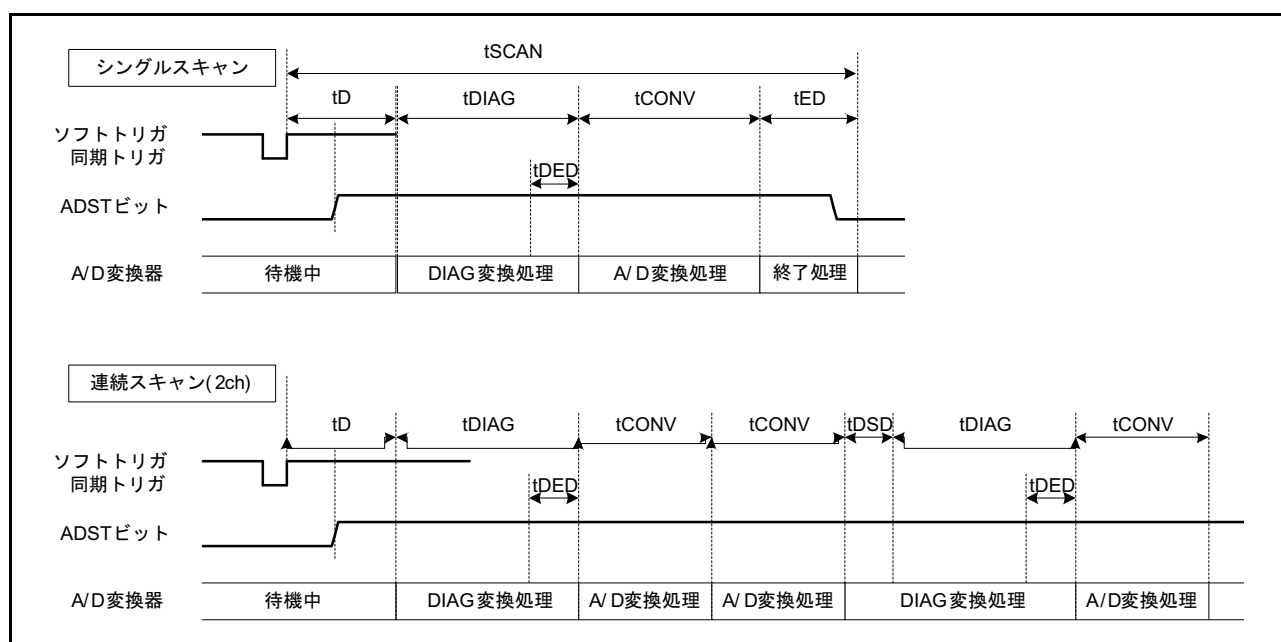 シングルスキャン
tSCAN
tD tDIAG tCONV tED
ソフトトリガ
同期トリガ
tDED
ADSTビット
A/D変換器 待機中 DIAG変換処理 A/D変換処理 終了処理
連続スキャン(2ch)
tD tDIAG tCONV tCONV tDSD tDIAG tCONV
ソフトトリガ
同期トリガ
tDED tDED
ADSTビット
A/D変換器 待機中 DIAG変換処理 A/D変換処理 A/D変換処理 DIAG変換処理 A/D変換処理